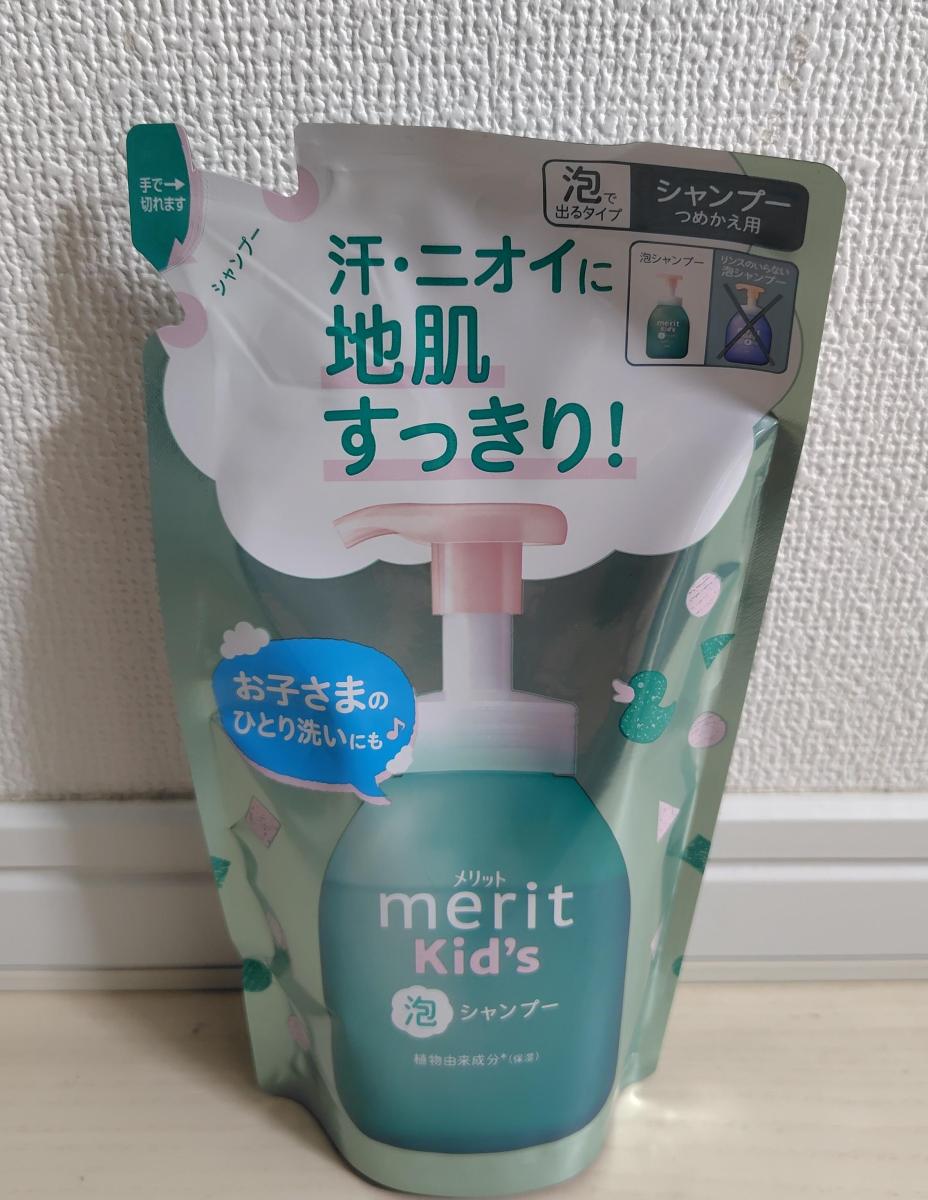 手で→
切れます
シャンプー
泡で
出るタイプ
シャンプー
つめかえ用
泡シャンプー
リンスのいらない
泡シャンプー
merit
Kid's
汗・ニオイに
地肌
すっきり！
お子さまの
ひとり洗いにも♪
メリット
merit
Kid's
泡シャンプー
植物由来成分*(保湿)